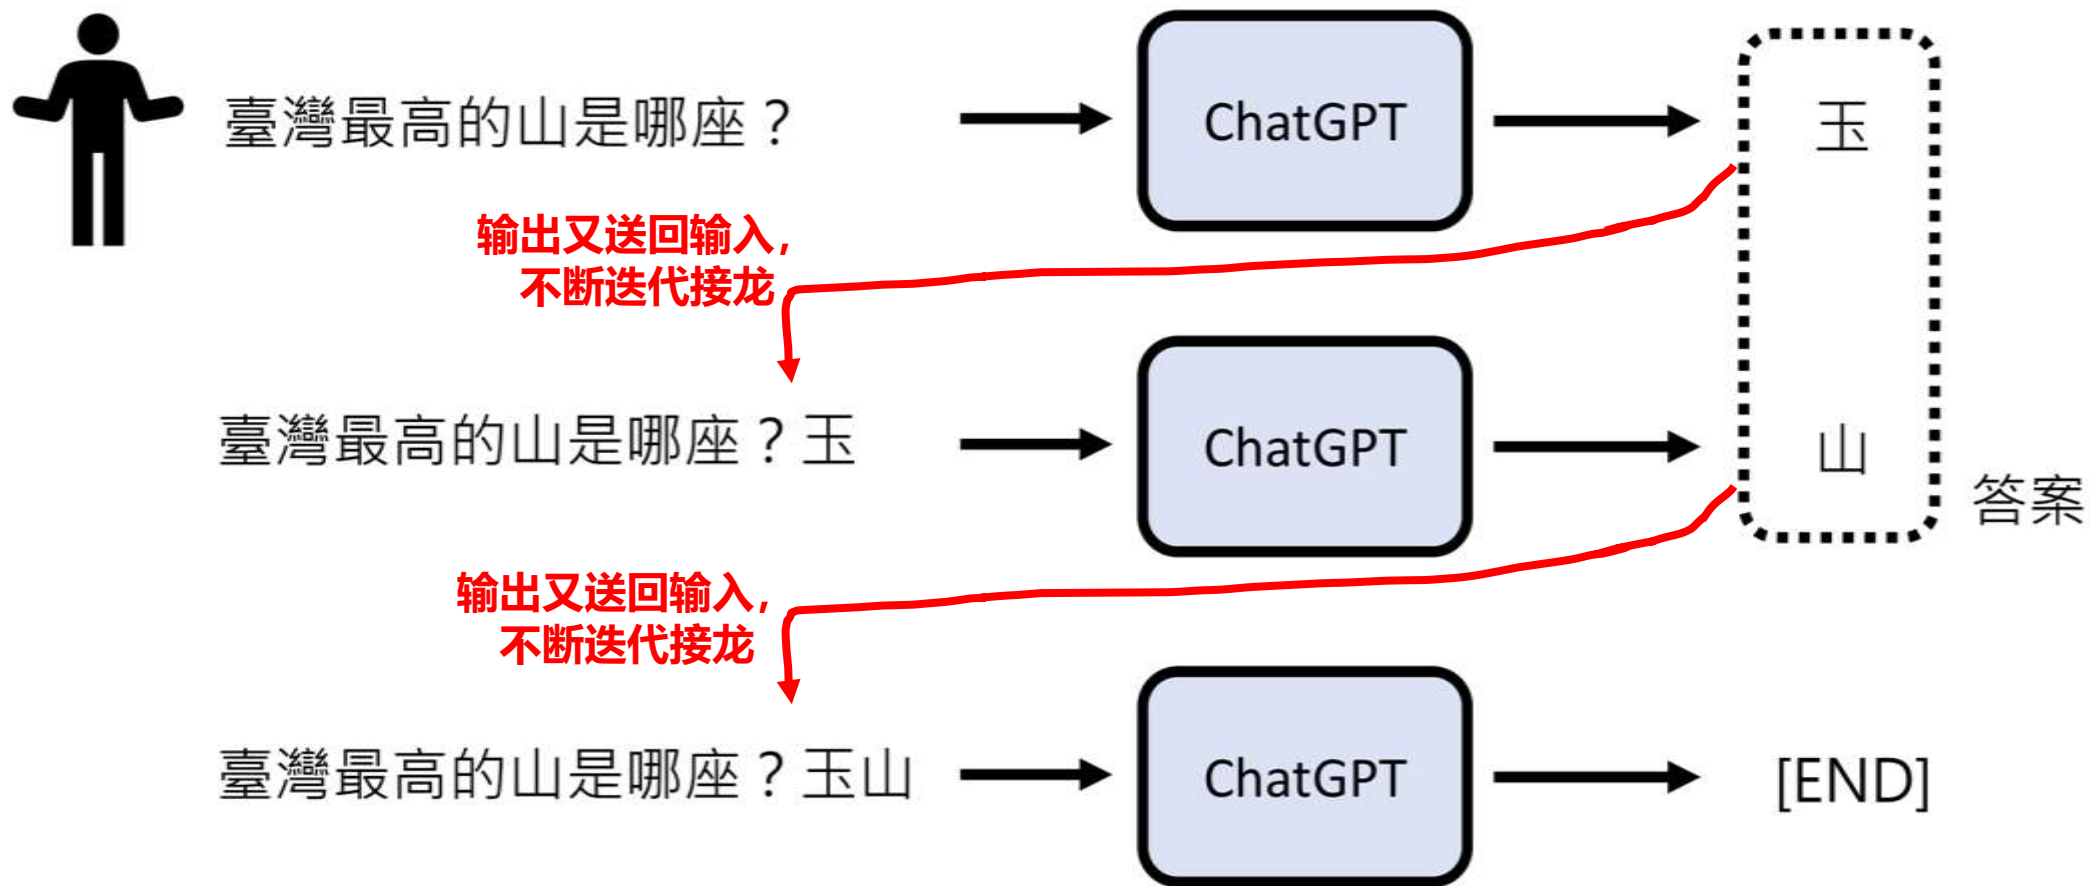 臺灣最高的山是哪座？
ChatGPT
玉
输出又送回输入，
不断迭代接龙
臺灣最高的山是哪座？玉
ChatGPT
山
答案
输出又送回输入，
不断迭代接龙
臺灣最高的山是哪座？玉山
ChatGPT
[END]